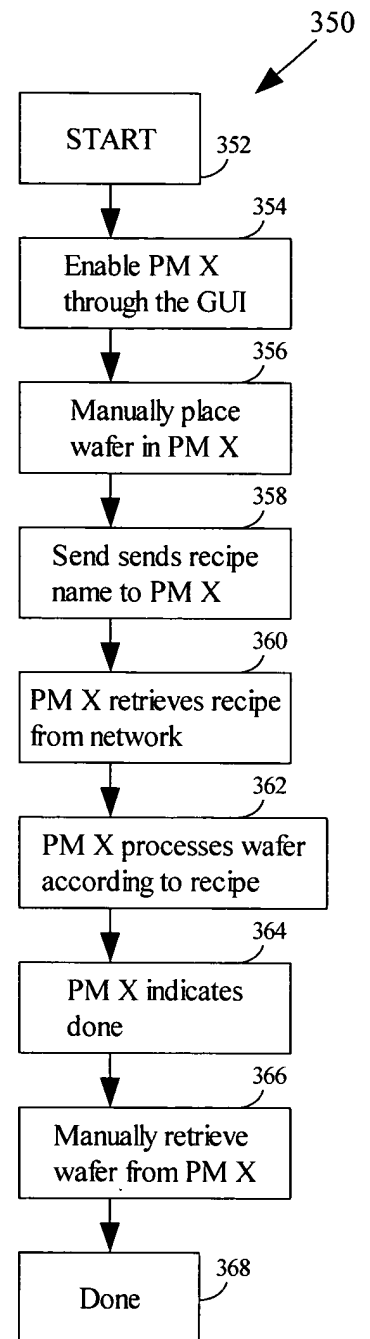 350
START
352
354
Enable PM X
through the GUI
356
Manually place
wafer in PM X
358
Send sends recipe
name to PM X
360
PM X retrieves recipe
from network
362
PM X processes wafer
according to recipe
364
PM X indicates
done
366
Manually retrieve
wafer from PM X
368
Done